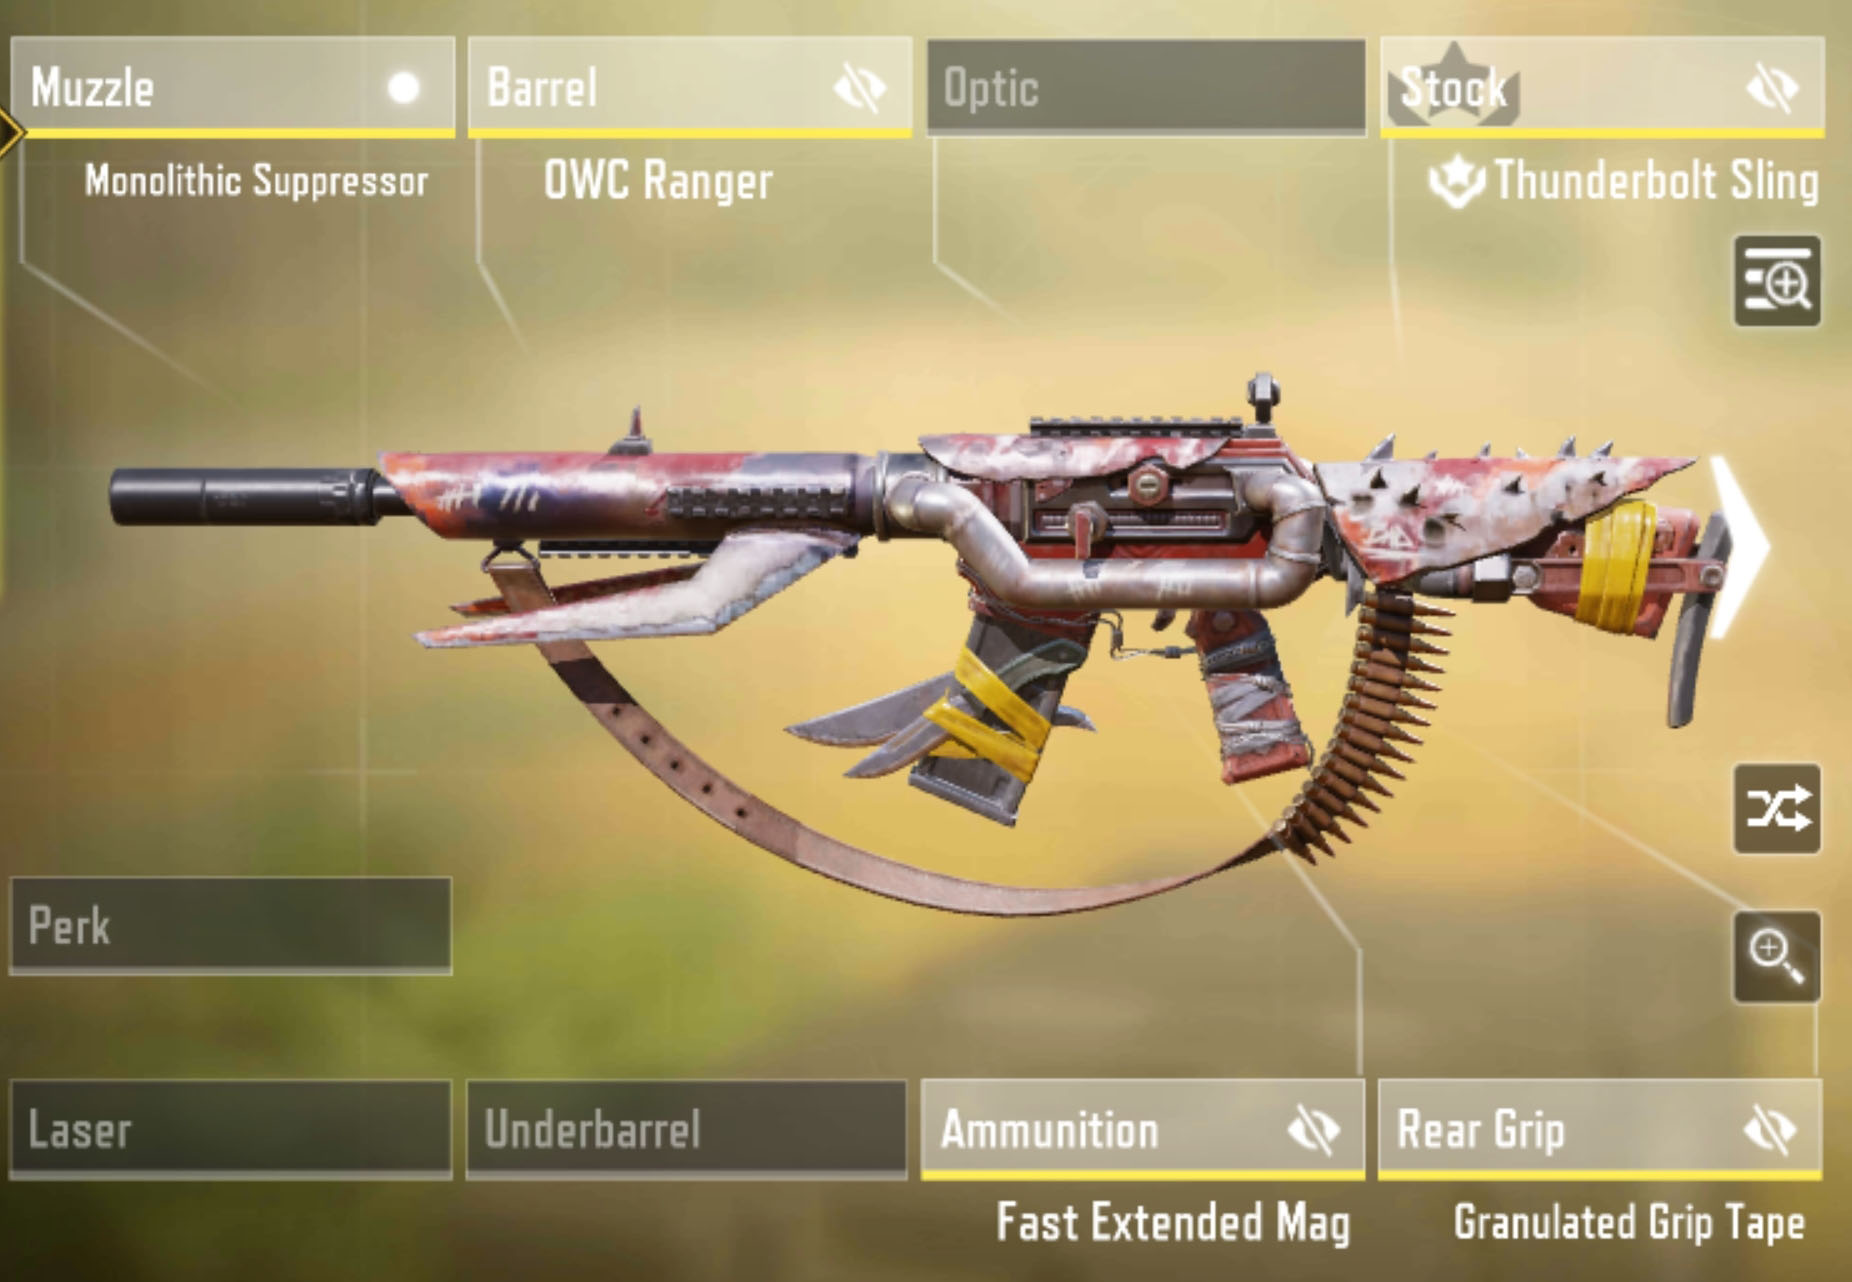 Muzzle
Barrel
Optic
Stock
Monolithic Suppressor
OWC Ranger
Thunderbolt Sling
Perk
Laser
Underbarrel
Ammunition
Rear Grip
Fast Extended Mag
Granulated Grip Tape